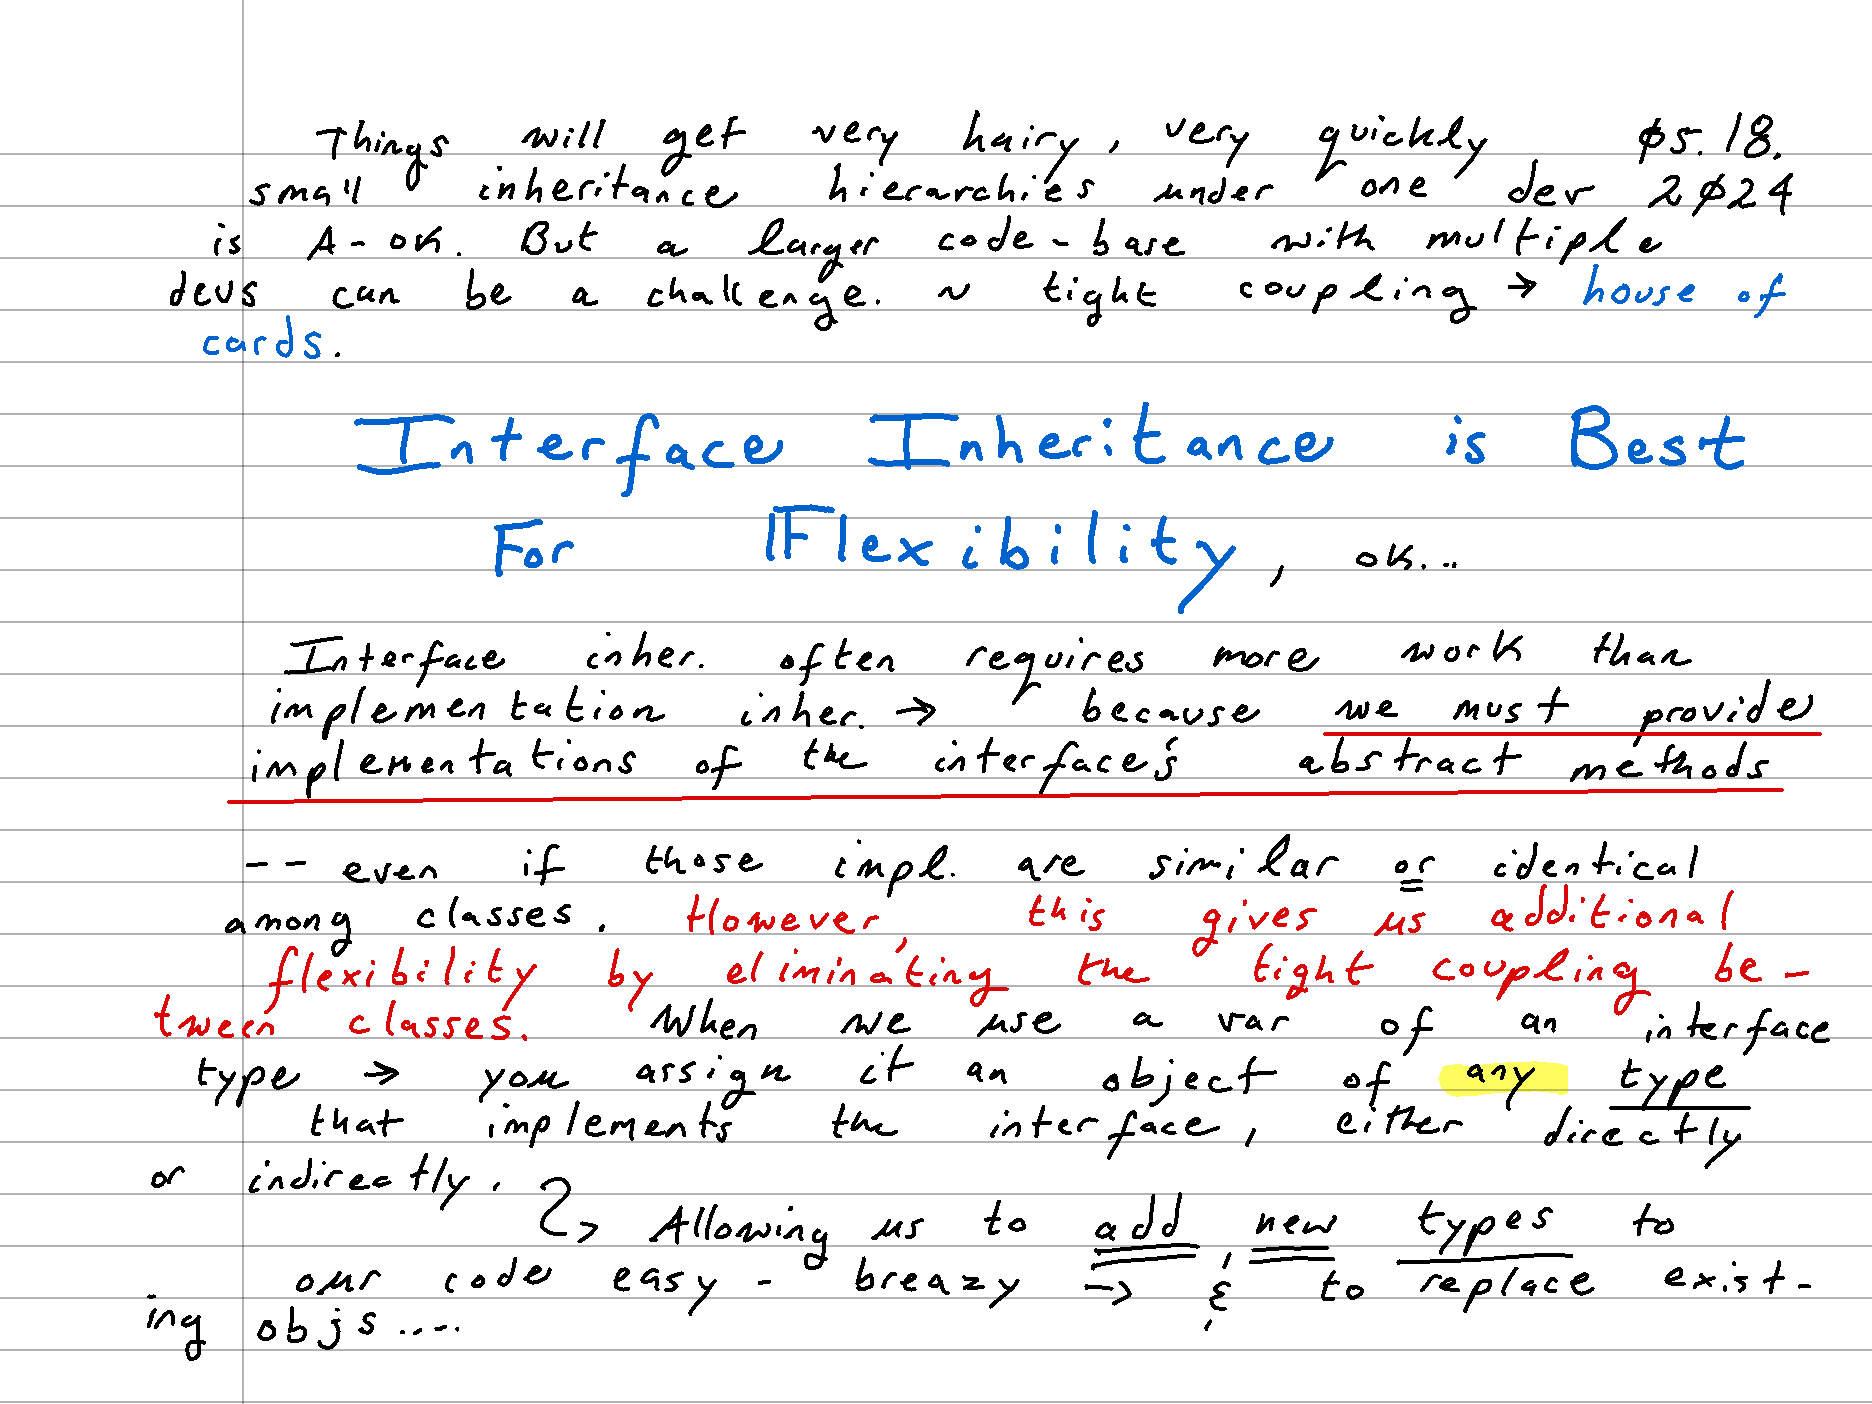 Things will get very hairy, very quickly 05.18.
small inheritance hierarchies under one dev 2024
is A-ok. But a larger code-base with multiple
devs can be a challenge. ~ tight coupling → house of
cards.
Interface Inheritance is Best
For Flexibility, ok...
Interface inher. often requires more work than
implementation inher. → because we must provide
implementations of the interface's abstract methods
-- even if those impl. are similar or identical
among classes. However, this gives us additional
flexibility by eliminating the tight coupling be-
tween classes. When we use a var of an interface
type → you assign it an object of any type
that implements the interface, either directly
or indirectly.
→ Allowing us to add new types to
our code easy-breazy → & to replace exist-
ing objs....